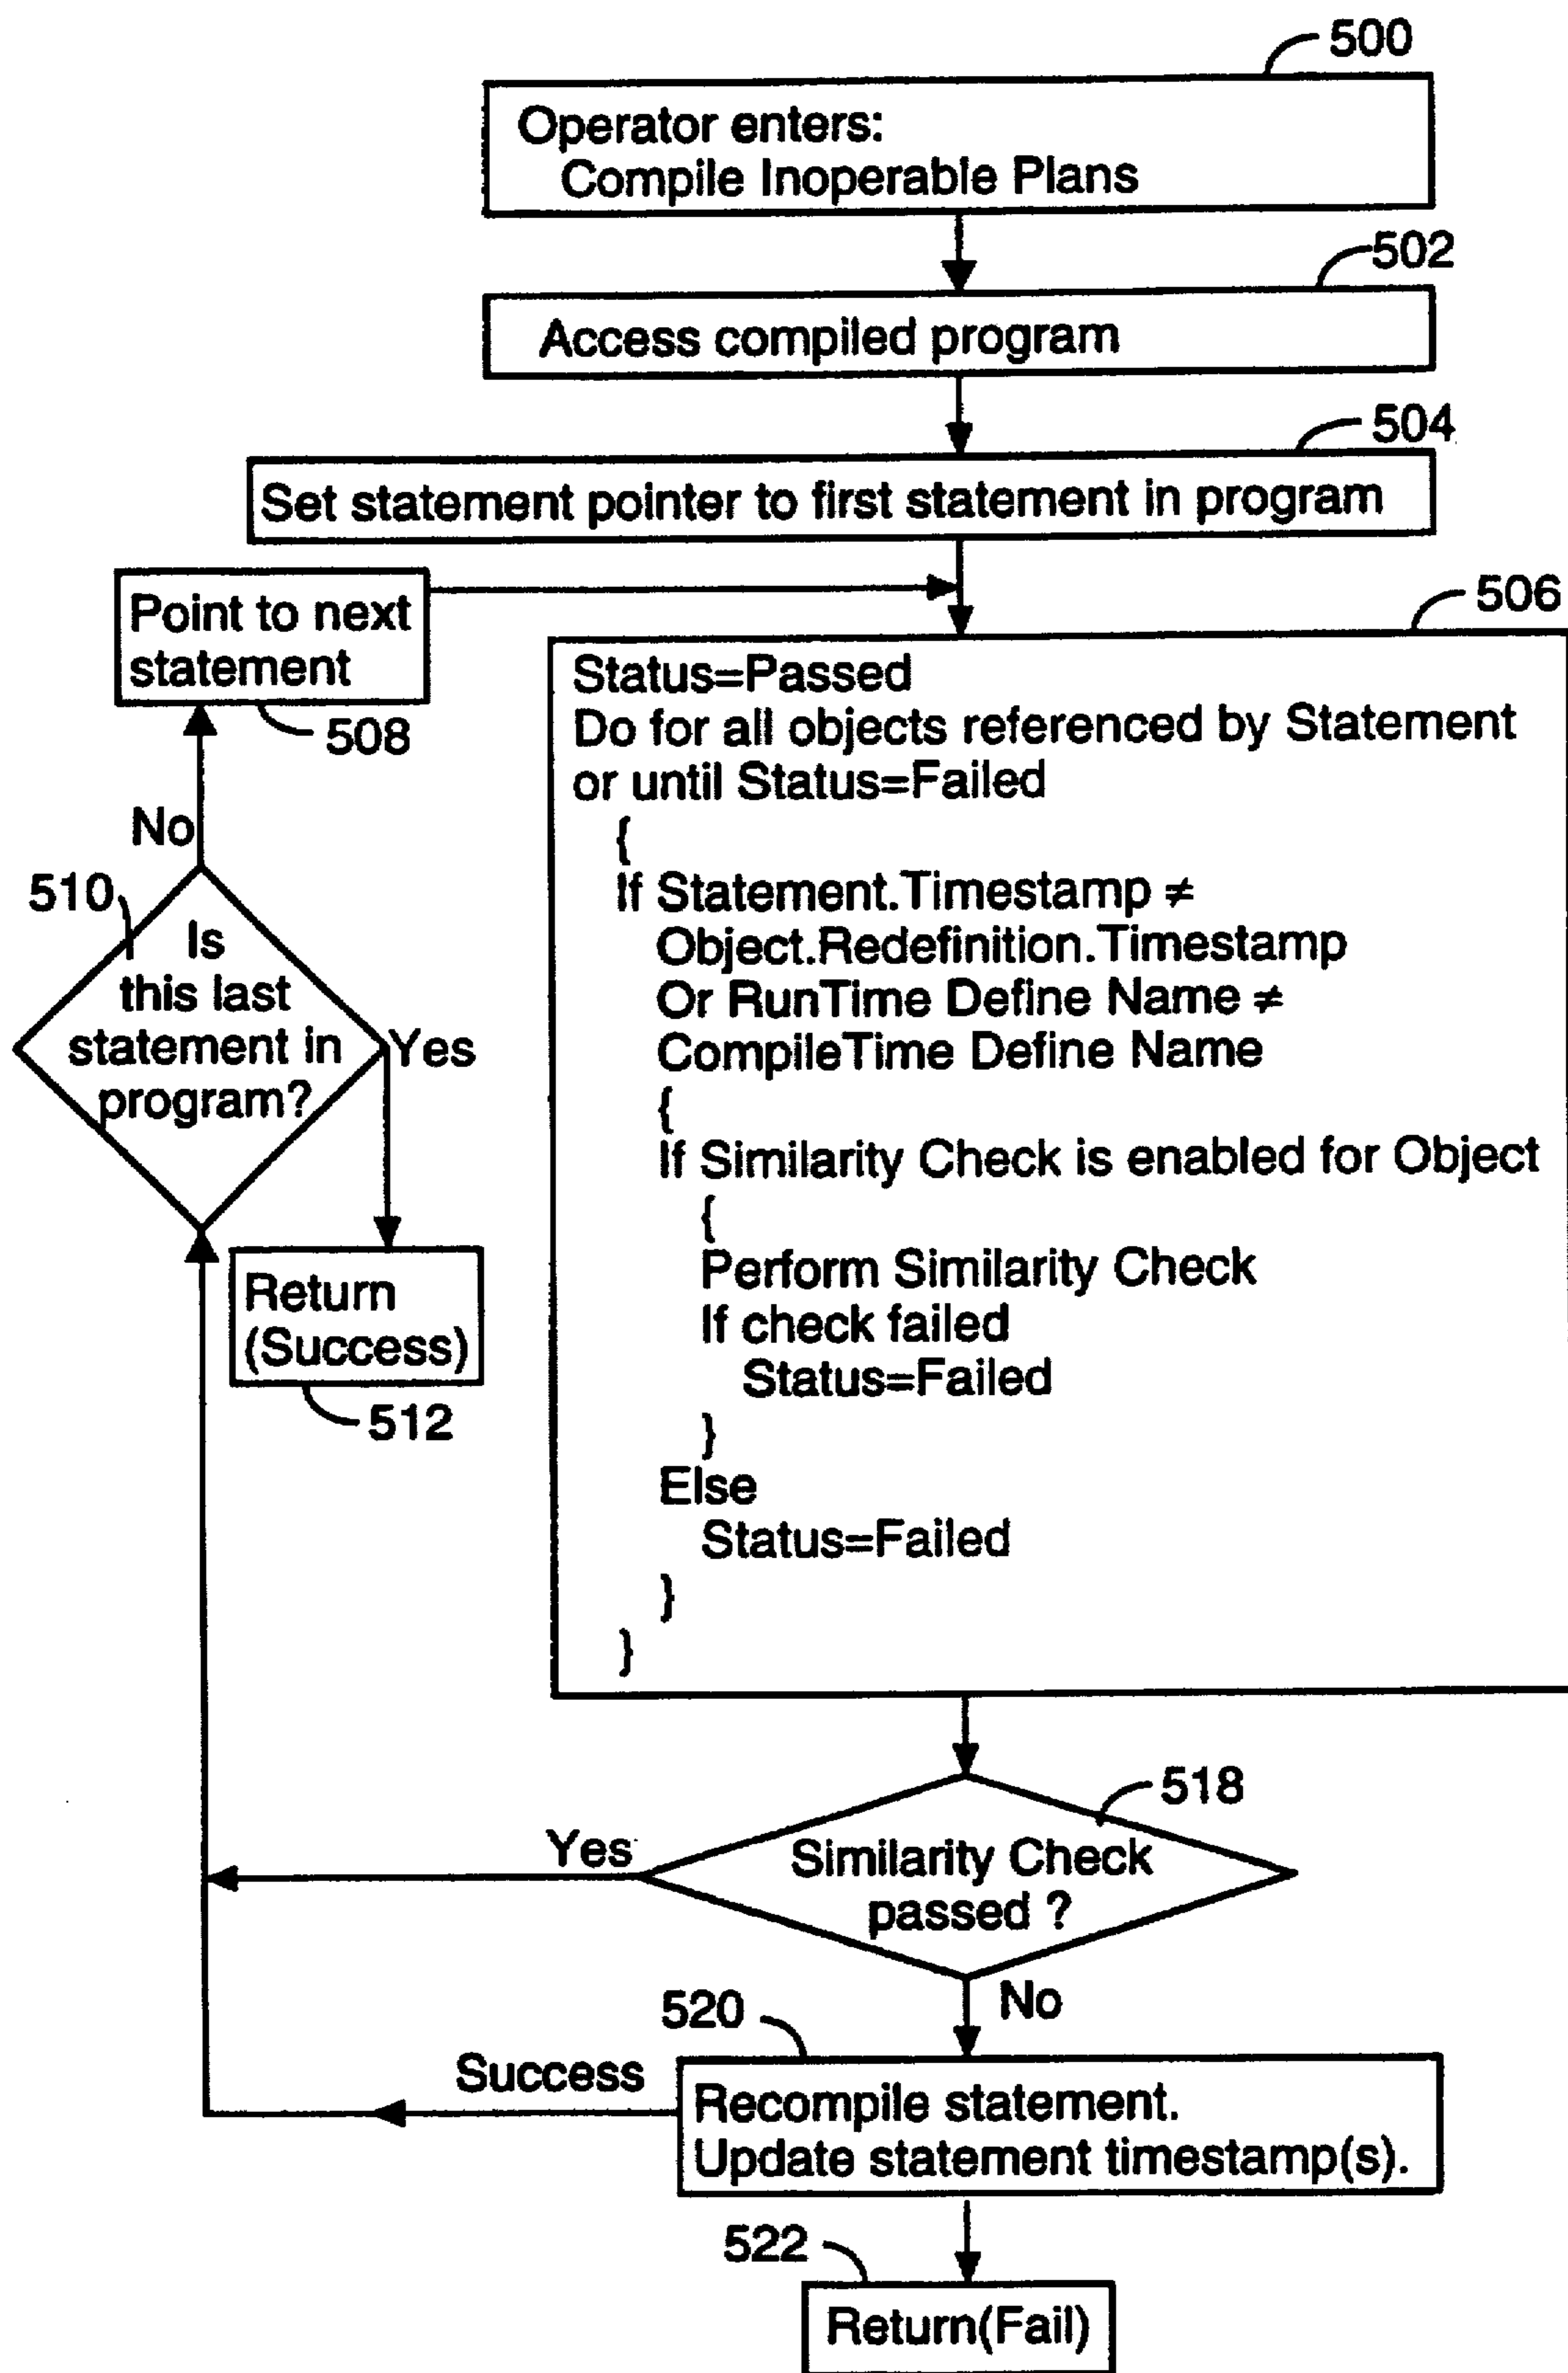 500
Operator enters:
Compile Inoperable Plans
502
Access compiled program
504
Set statement pointer to first statement in program
Point to next
statement
508
506
Status=Passed
Do for all objects referenced by Statement
or until Status=Failed
{
If Statement.Timestamp ≠
Object.Redefinition.Timestamp
Or RunTime Define Name ≠
CompileTime Define Name
{
If Similarity Check is enabled for Object
{
Perform Similarity Check
If check failed
Status=Failed
}
Else
Status=Failed
}
}
No
510
Is
this last
statement in
program?
Yes
Return
(Success)
512
518
Similarity Check
passed ?
Yes
No
520
Success
Recompile statement.
Update statement timestamp(s).
522
Return(Fail)